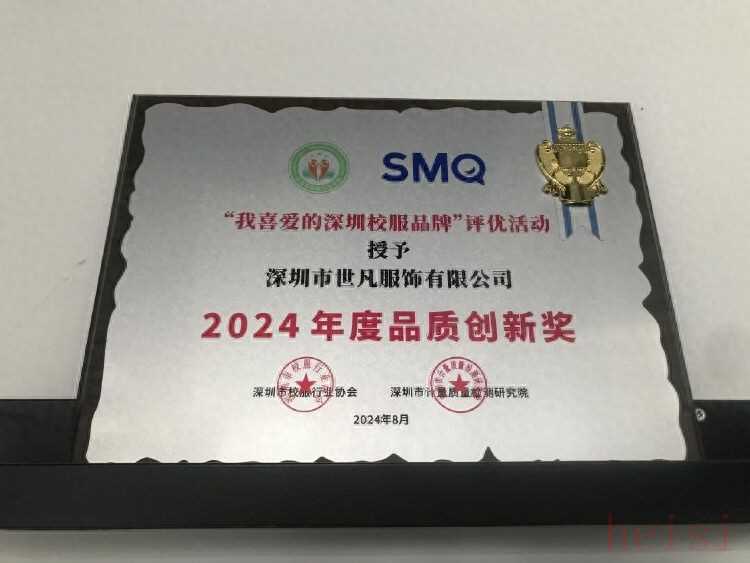 SMQ
“我喜爱的深圳校服品牌”评优活动
授予
深圳市世凡服饰有限公司
2024年度品质创新奖
深圳市校服行业协会 深圳市计量质量检测研究院
2024年8月
heisi